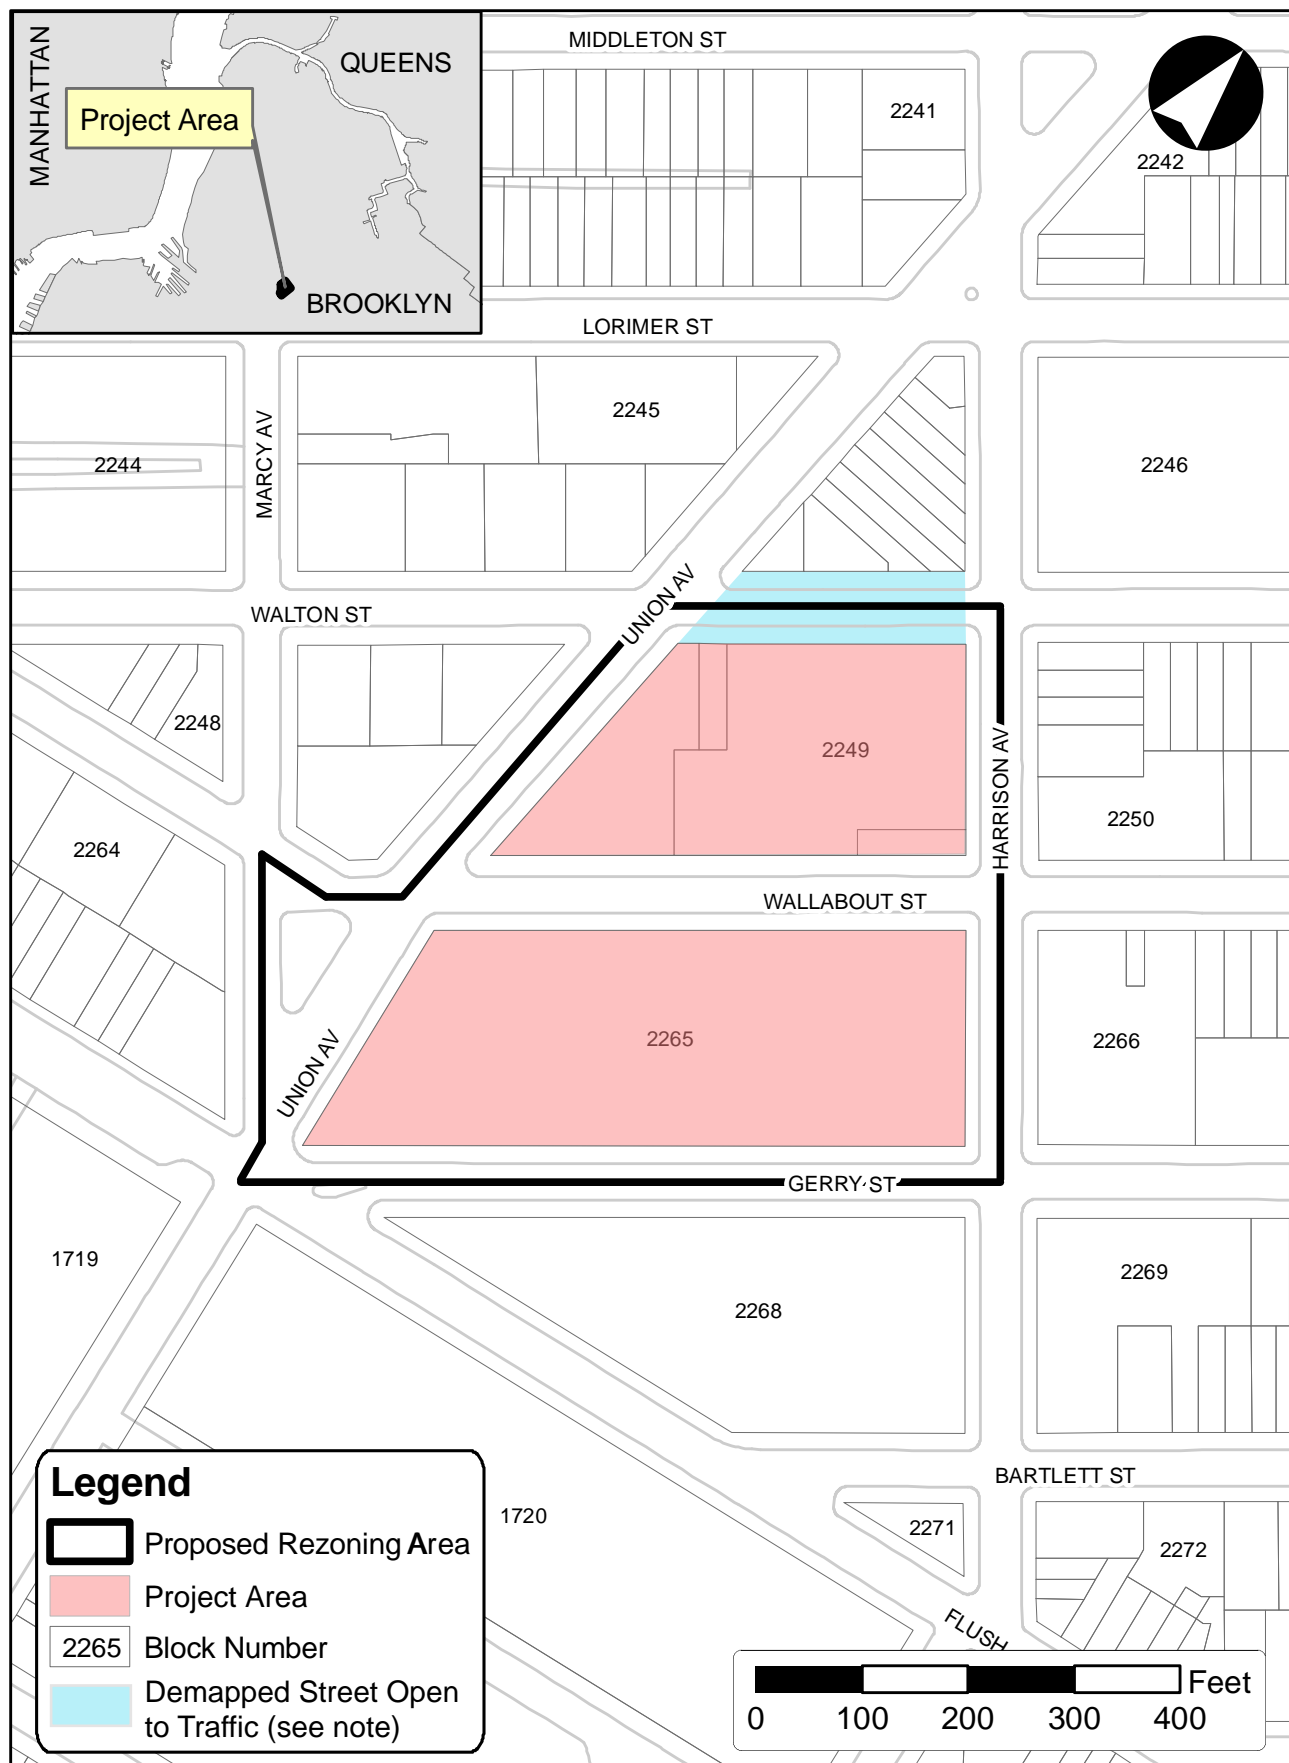 MIDDLETON ST
MANHATTAN
QUEENS
Project Area
BROOKLYN
2241
2242
LORIMER ST
2245
2244
MARCY AV
2246
UNION AV
WALTON ST
2248
2249
HARRISON AV
2250
2264
WALLABOUT ST
2265
2266
UNION AV
GERRY ST
1719
2269
2268
BARTLETT ST
1720
2271
2272
FLUSH
Legend
Proposed Rezoning Area
Project Area
2265 Block Number
Demapped Street Open
to Traffic (see note)
Feet
0 100 200 300 400